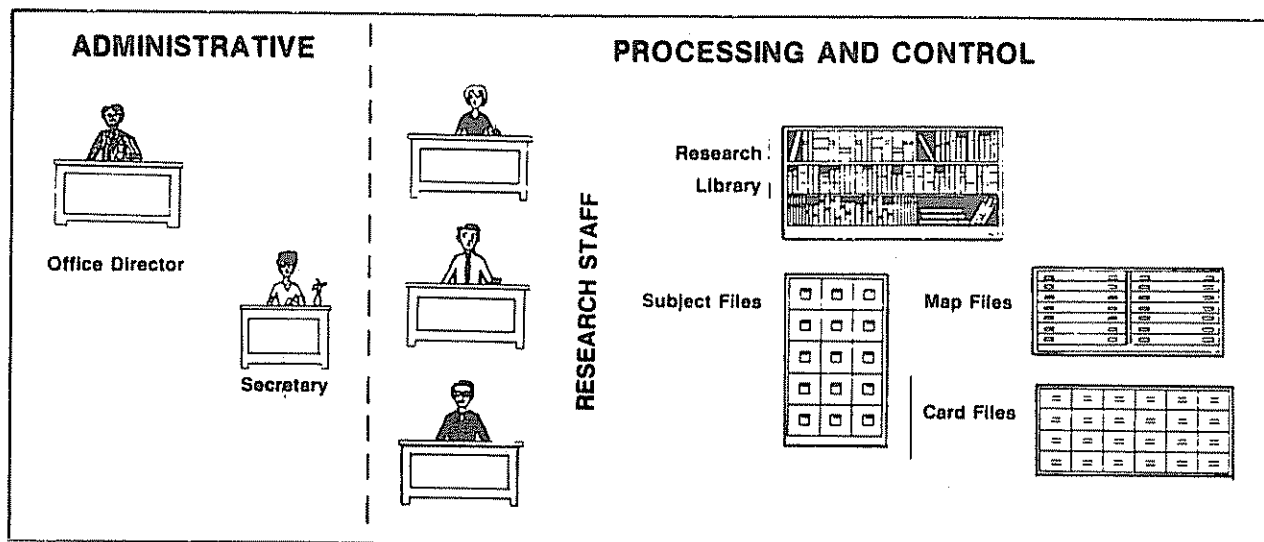 ADMINISTRATIVE
Office Director
Secretary
PROCESSING AND CONTROL
RESEARCH STAFF
Research
Library
Subject Files
Map Files
Card Files